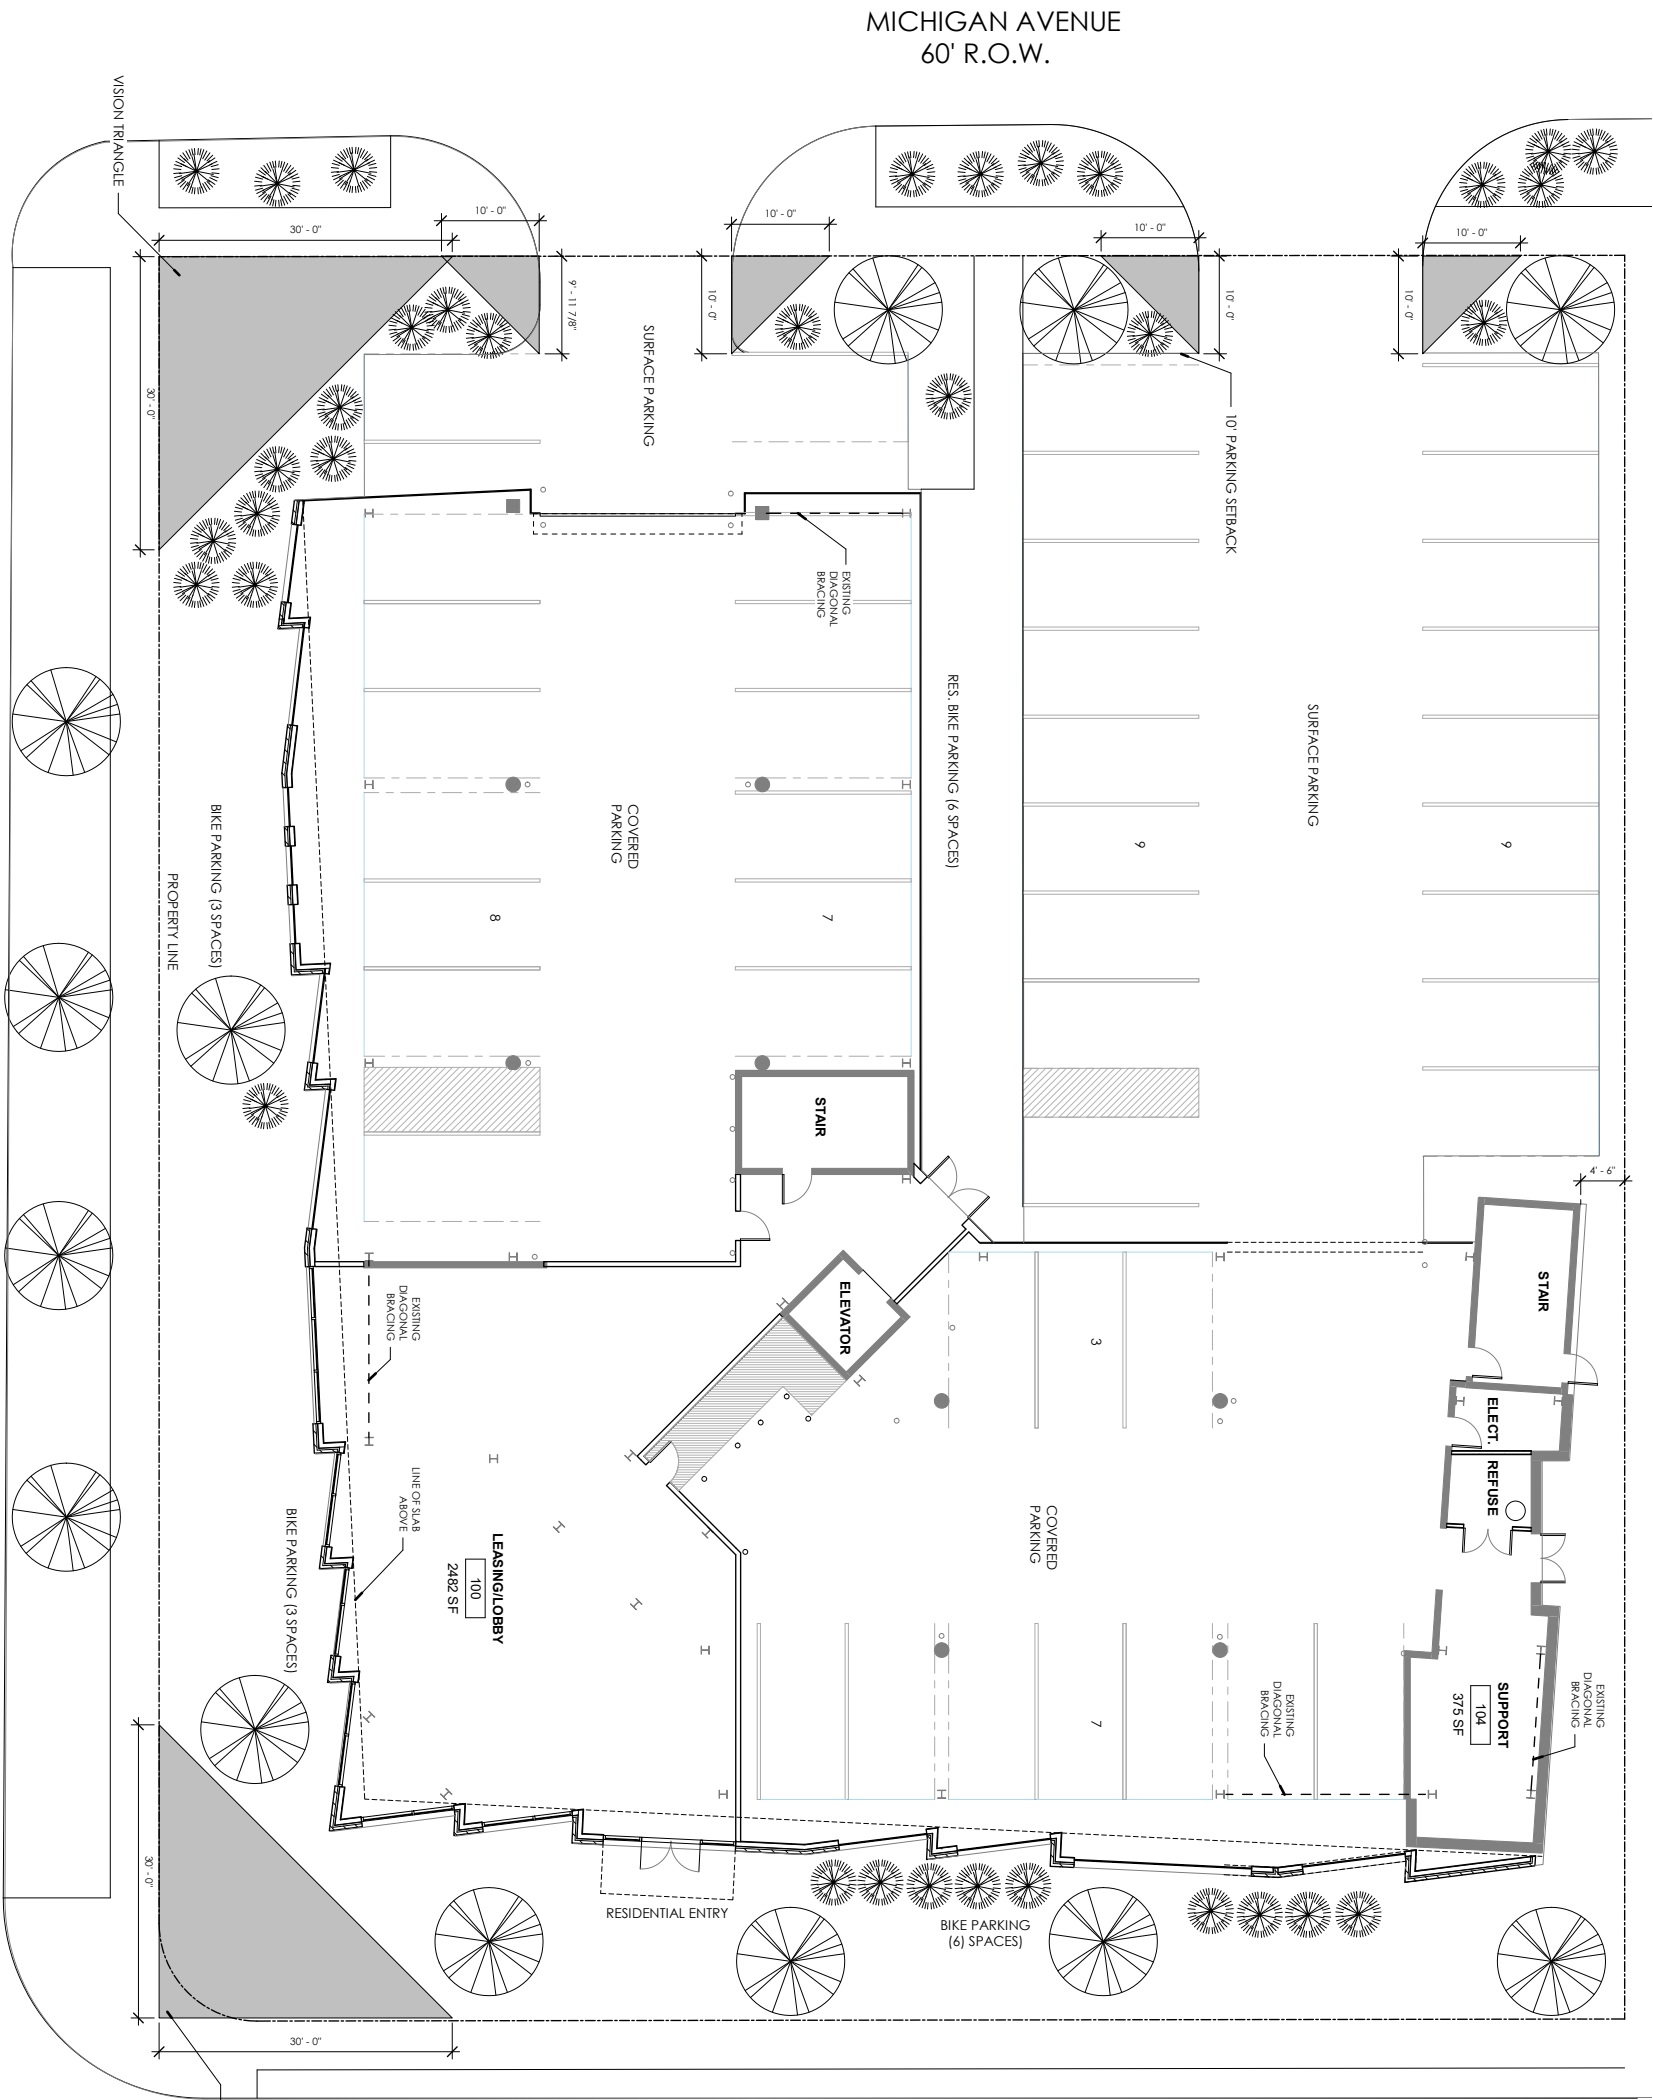 MICHIGAN AVENUE
60' R.O.W.
VISION TRIANGLE
30' - 0"
10' - 0"
10' - 0"
10' - 0"
10' - 0"
9' - 11 7/8"
10' - 0"
10' - 0"
10' - 0"
30' - 0"
SURFACE PARKING
10' PARKING SETBACK
EXISTING
DIAGONAL
BRACING
RES. BIKE PARKING (6 SPACES)
SURFACE PARKING
COVERED
PARKING
BIKE PARKING (3 SPACES)
PROPERTY LINE
8
7
9
9
STAIR
4' - 6"
STAIR
ELEVATOR
EXISTING
DIAGONAL
BRACING
3
ELECT.
REFUSE
LINE OF SLAB
ABOVE
BIKE PARKING (3 SPACES)
LEASING/LOBBY
100
2482 SF
COVERED
PARKING
7
EXISTING
DIAGONAL
BRACING
SUPPORT
104
375 SF
EXISTING
DIAGONAL
BRACING
RESIDENTIAL ENTRY
BIKE PARKING
(6) SPACES)
30' - 0"
30' - 0"